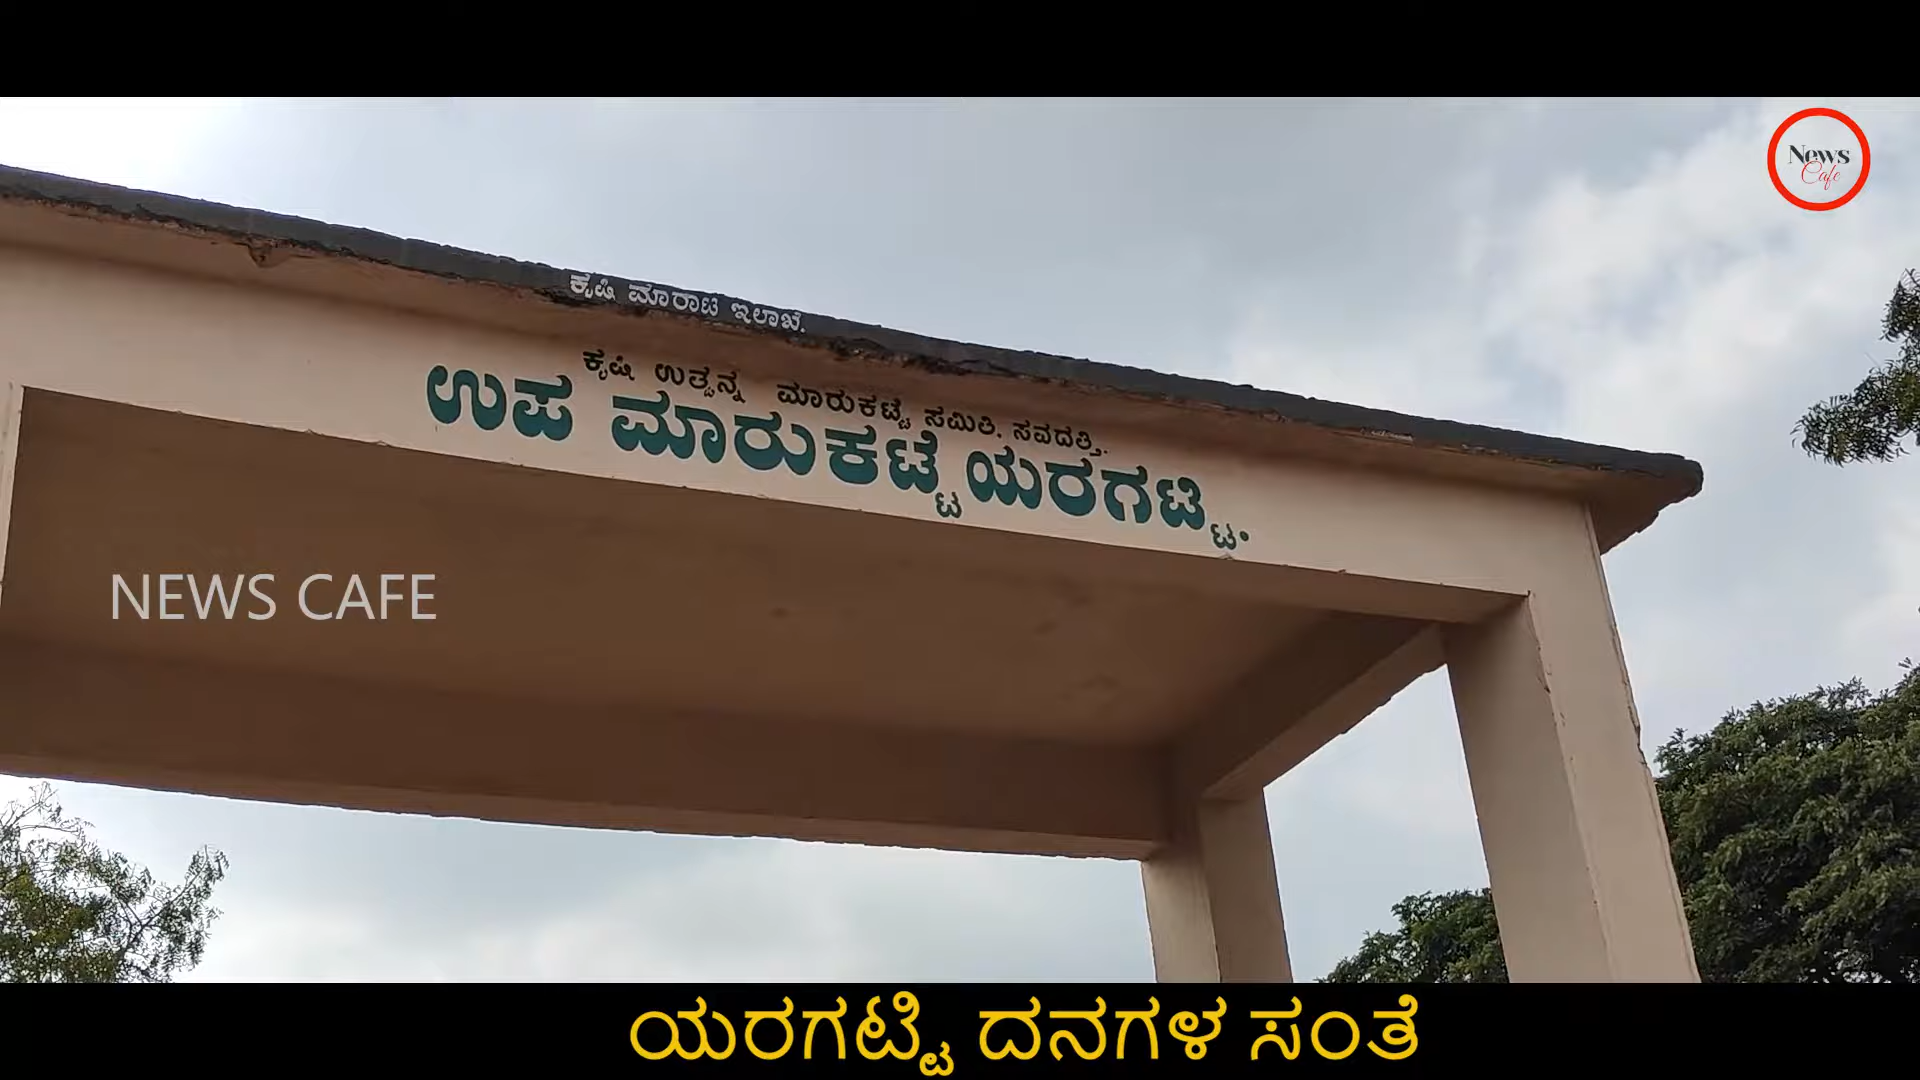 News
Cafe
ಕೃಷಿ ಮಾರಾಟ ಇಲಾಖೆ.
ಕೃಷಿ ಉತ್ಪನ್ನ ಮಾರುಕಟ್ಟೆ ಸಮಿತಿ. ಸವದತ್ತಿ.
ಉಪ ಮಾರುಕಟ್ಟೆ ಯರಗಟ್ಟಿ.
NEWS CAFE
ಯರಗಟ್ಟಿ ದನಗಳ ಸಂತೆ